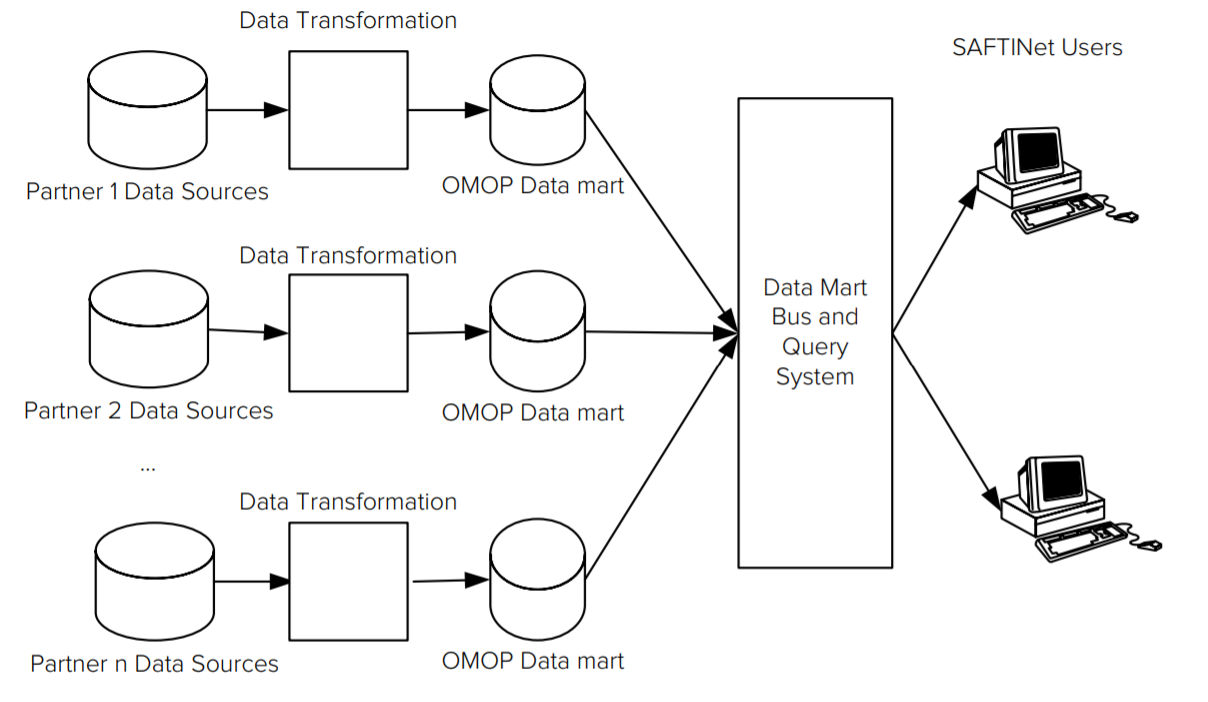 Data Transformation
SAFTINet Users
Partner 1 Data Sources
OMOP Data mart
Data Transformation
Data Mart
Bus and
Query
System
Partner 2 Data Sources
OMOP Data mart
...
Data Transformation
Partner n Data Sources
OMOP Data mart